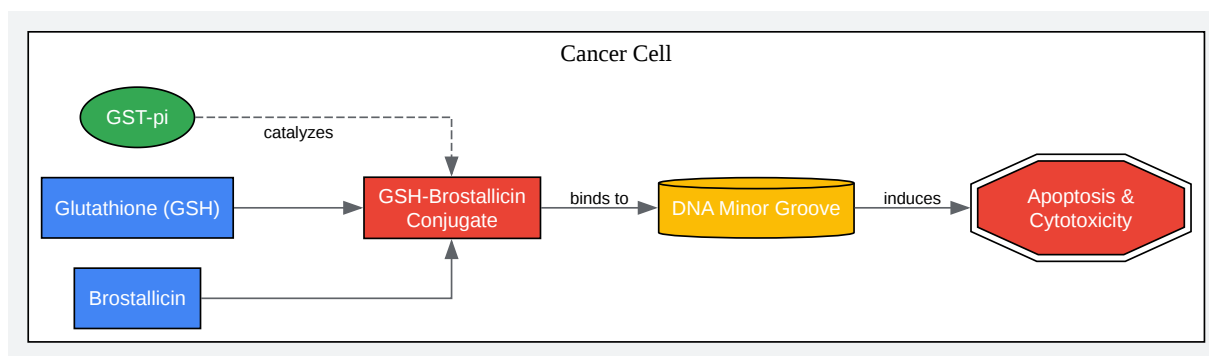 Cancer Cell
GST-pi
catalyzes
Glutathione (GSH)
GSH-Brostallicin
Conjugate
binds to
DNA Minor Groove
induces
Apoptosis &
Cytotoxicity
Brostallicin